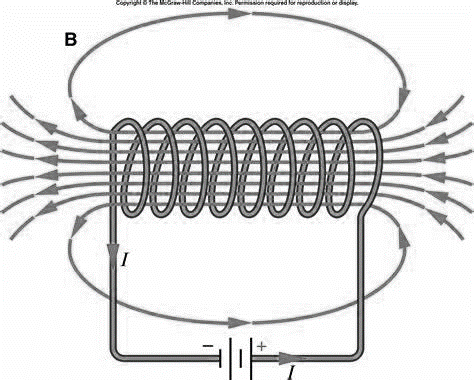 Copyright © The McGraw-Hill Companies, Inc. Permission required for reproduction or display.
B
I
− +
I